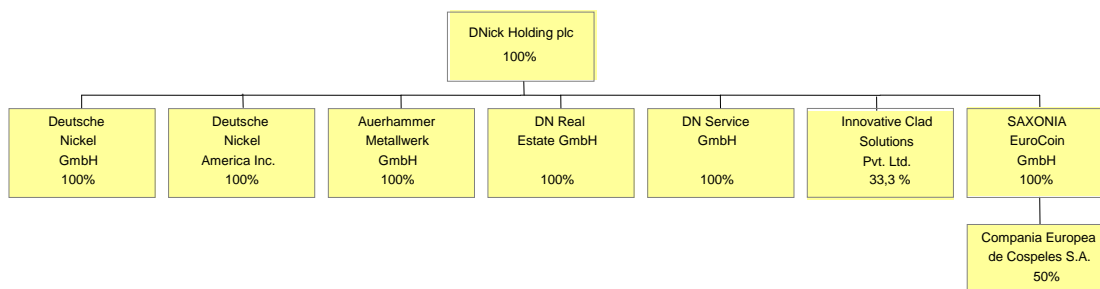 DNick Holding plc
100%
Deutsche
Nickel
GmbH
100%
Deutsche
Nickel
America Inc.
100%
Auerhammer
Metallwerk
GmbH
100%
DN Real
Estate GmbH
100%
DN Service
GmbH
100%
Innovative Clad
Solutions
Pvt. Ltd.
33,3 %
SAXONIA
EuroCoin
GmbH
100%
Compania Europea
de Cospeles S.A.
50%